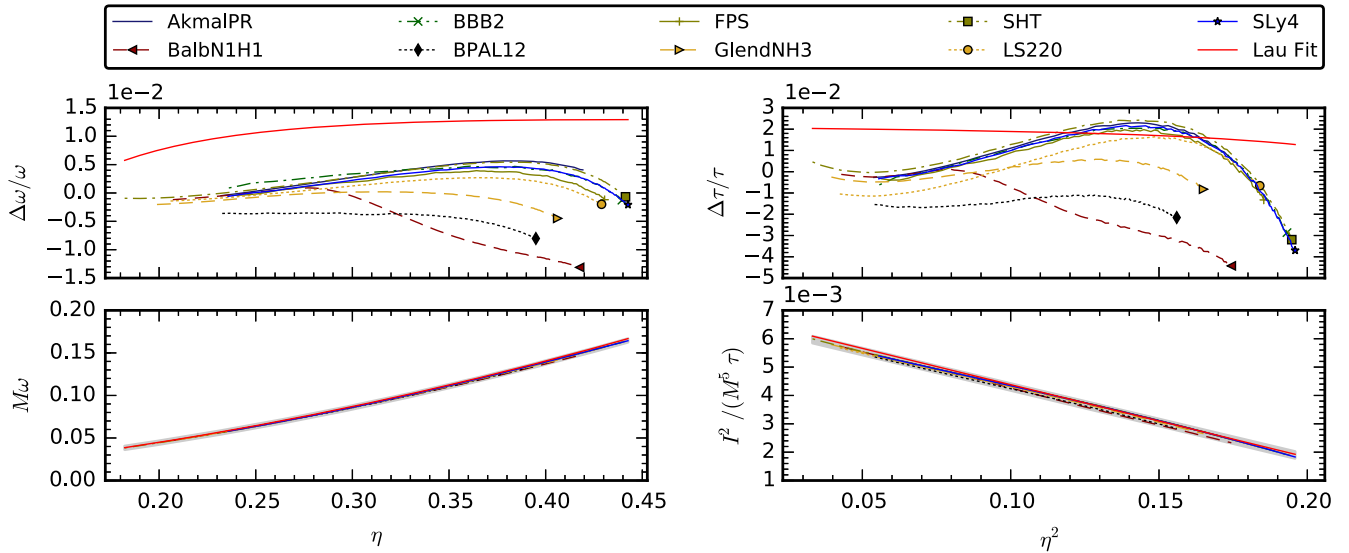 AkmalPR BBB2 FPS SHT SLy4
BalbN1H1 BPAL12 GlendNH3 LS220 Lau Fit
1e−2
1.5
1.0
0.5
0.0
−0.5
−1.0
−1.5
Δω/ω
1e−2
3
2
1
0
−1
−2
−3
−4
−5
Δτ/τ
0.20
0.15
0.10
0.05
0.00
Mω
0.20 0.25 0.30 0.35 0.40 0.45
η
1e−3
7
6
5
4
3
2
1
I² /(M⁵ τ)
0.05 0.10 0.15 0.20
η²